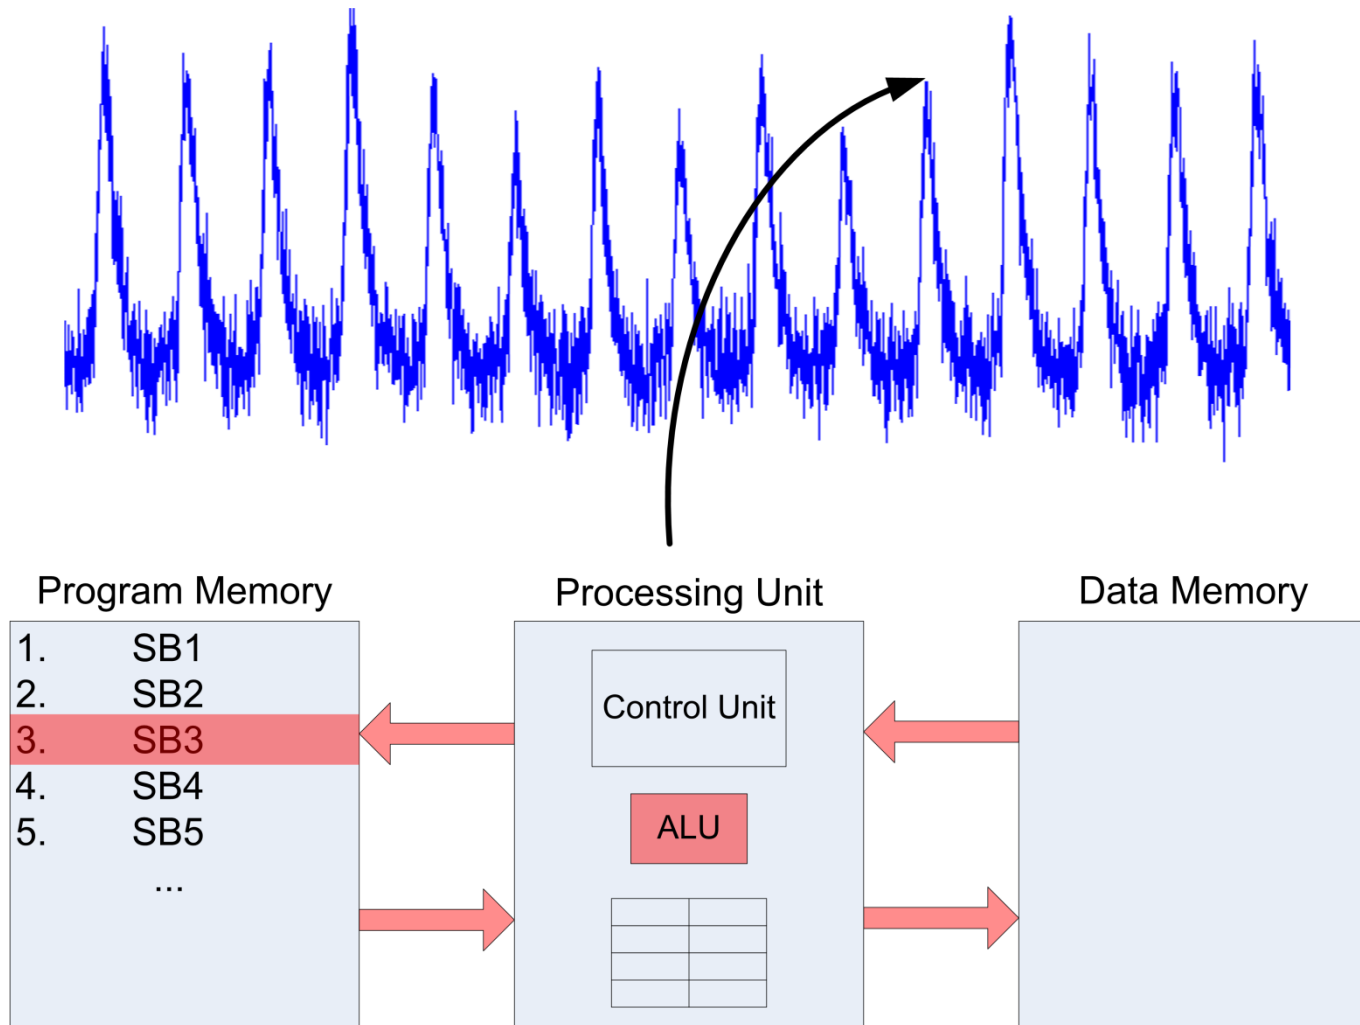 Program Memory
Processing Unit
Data Memory
1. SB1
2. SB2
3. SB3
4. SB4
5. SB5
...
Control Unit
ALU